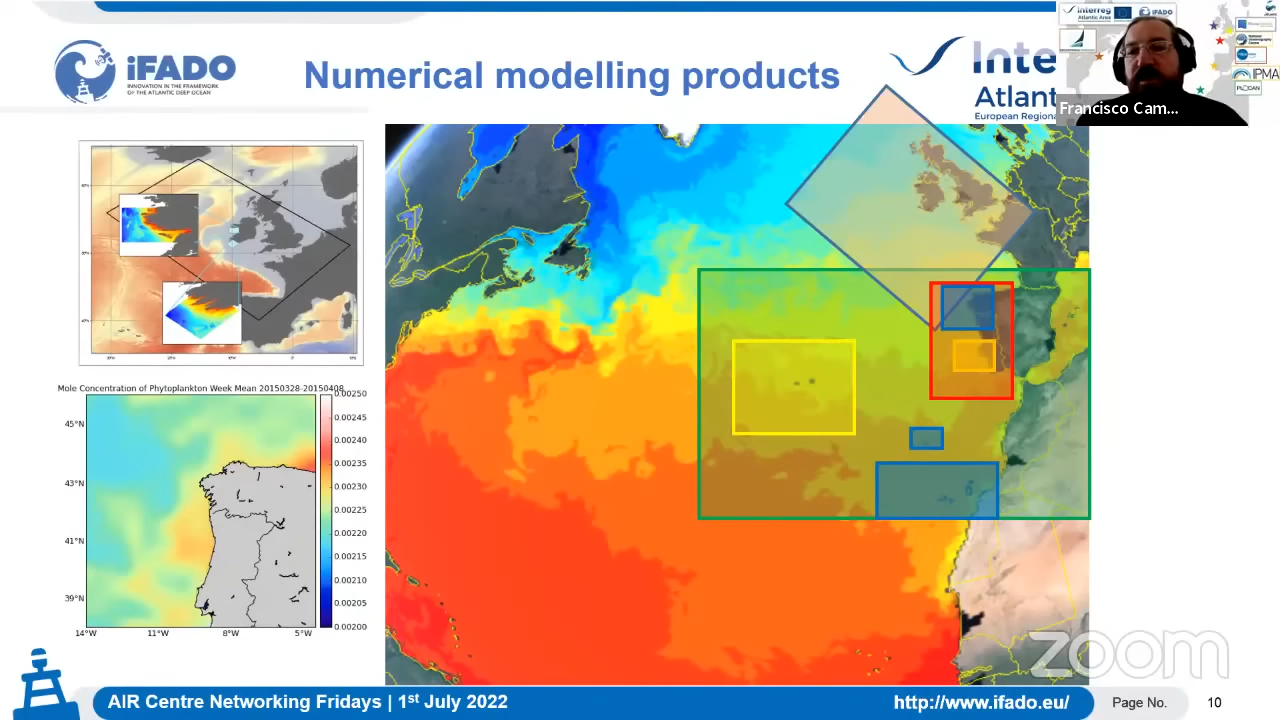 iFADO
INNOVATION IN THE FRAMEWORK
OF THE ATLANTIC DEEP OCEAN
Numerical modelling products
Inte
Atlant
European Regiona
Interreg
Atlantic Area
iFADO
IPMA
PLOCAN
Francisco Cam...
Mole Concentration of Phytoplankton Week Mean 20150328-20150408
0.00250
0.00245
0.00240
0.00235
0.00230
0.00225
0.00220
0.00215
0.00210
0.00205
0.00200
45°N
43°N
41°N
39°N
14°W
11°W
8°W
5°W
zoom
AIR Centre Networking Fridays | 1st July 2022
http://www.ifado.eu/
Page No.
10